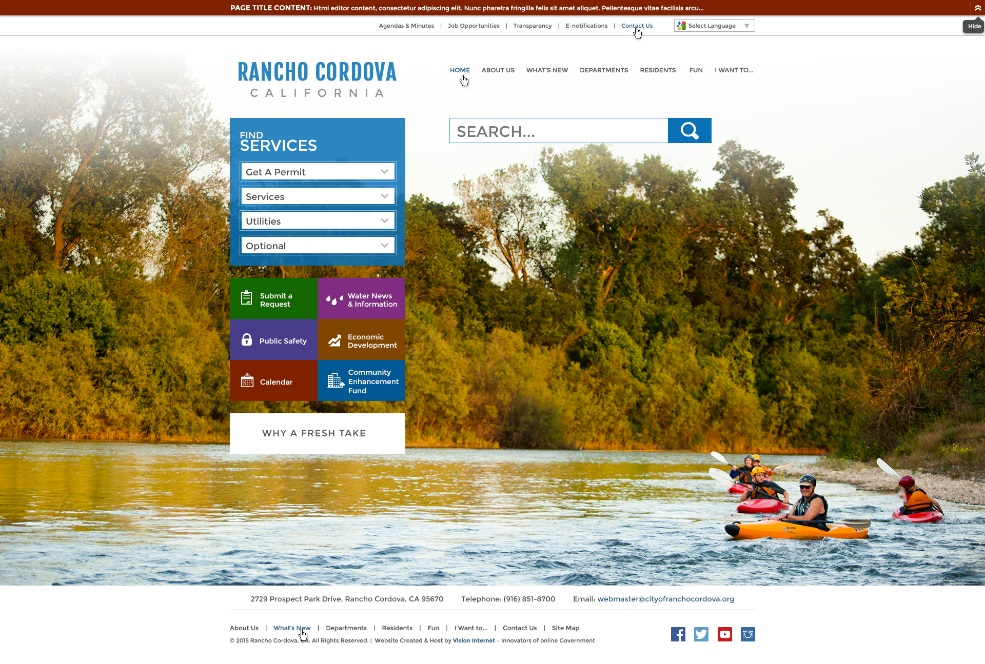 PAGE TITLE CONTENT: Html editor content, consectetur adipiscing elit. Nunc pharetra fringilla felis sit amet aliquet. Pellentesque vitae facilisis arcu...
Agendas & Minutes | Job Opportunities | Transparency | E-notifications | Contact Us
Select Language
Hide
RANCHO CORDOVA
CALIFORNIA
HOME ABOUT US WHAT'S NEW DEPARTMENTS RESIDENTS FUN I WANT TO...
FIND
SERVICES
SEARCH...
Get A Permit
Services
Utilities
Optional
Submit a
Request
Water News
& Information
Public Safety
Economic
Development
Calendar
Community
Enhancement
Fund
WHY A FRESH TAKE
2729 Prospect Park Drive, Rancho Cordova, CA 95670 Telephone: (916) 851-8700 Email: webmaster@cityofranchocordova.org
About Us | What's New | Departments | Residents | Fun | I Want to... | Contact Us | Site Map
© 2015 Rancho Cordova, All Rights Reserved. | Website Created & Host by Vision Internet - Innovators of online Government